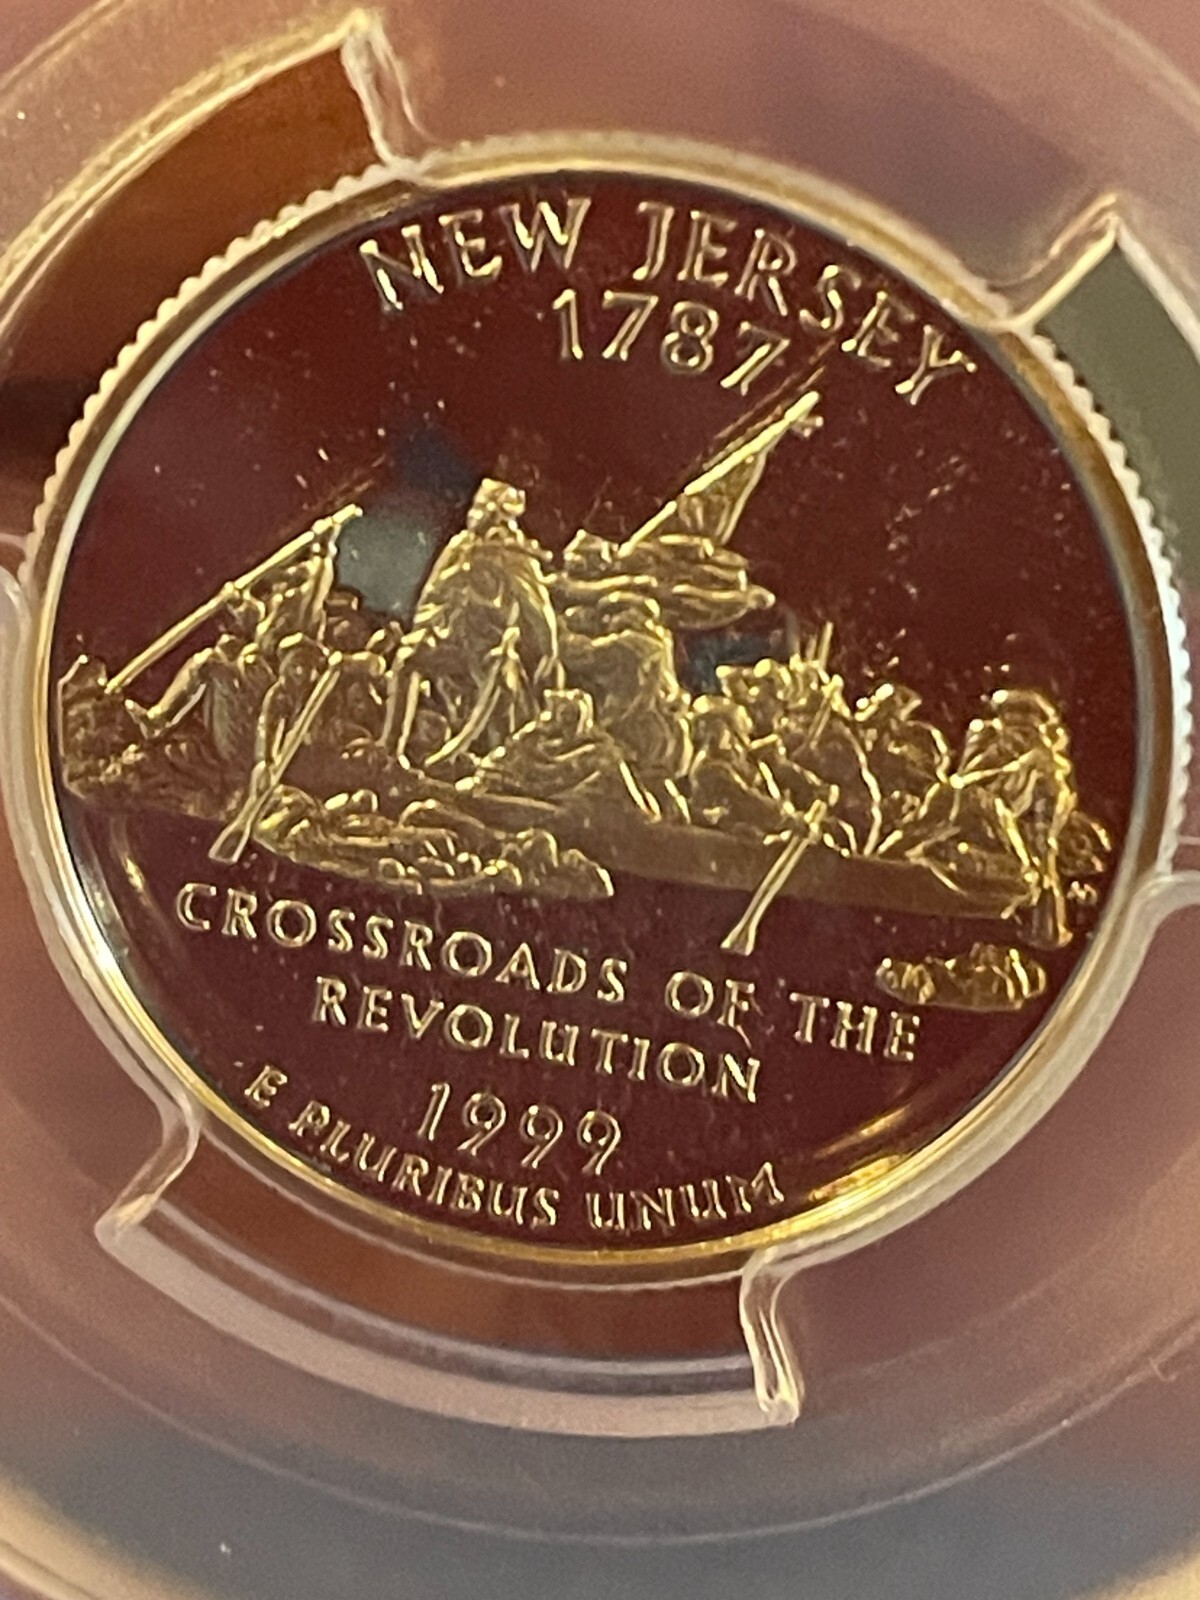 NEW JERSEY
1787
CROSSROADS OF THE
REVOLUTION
1999
E PLURIBUS UNUM